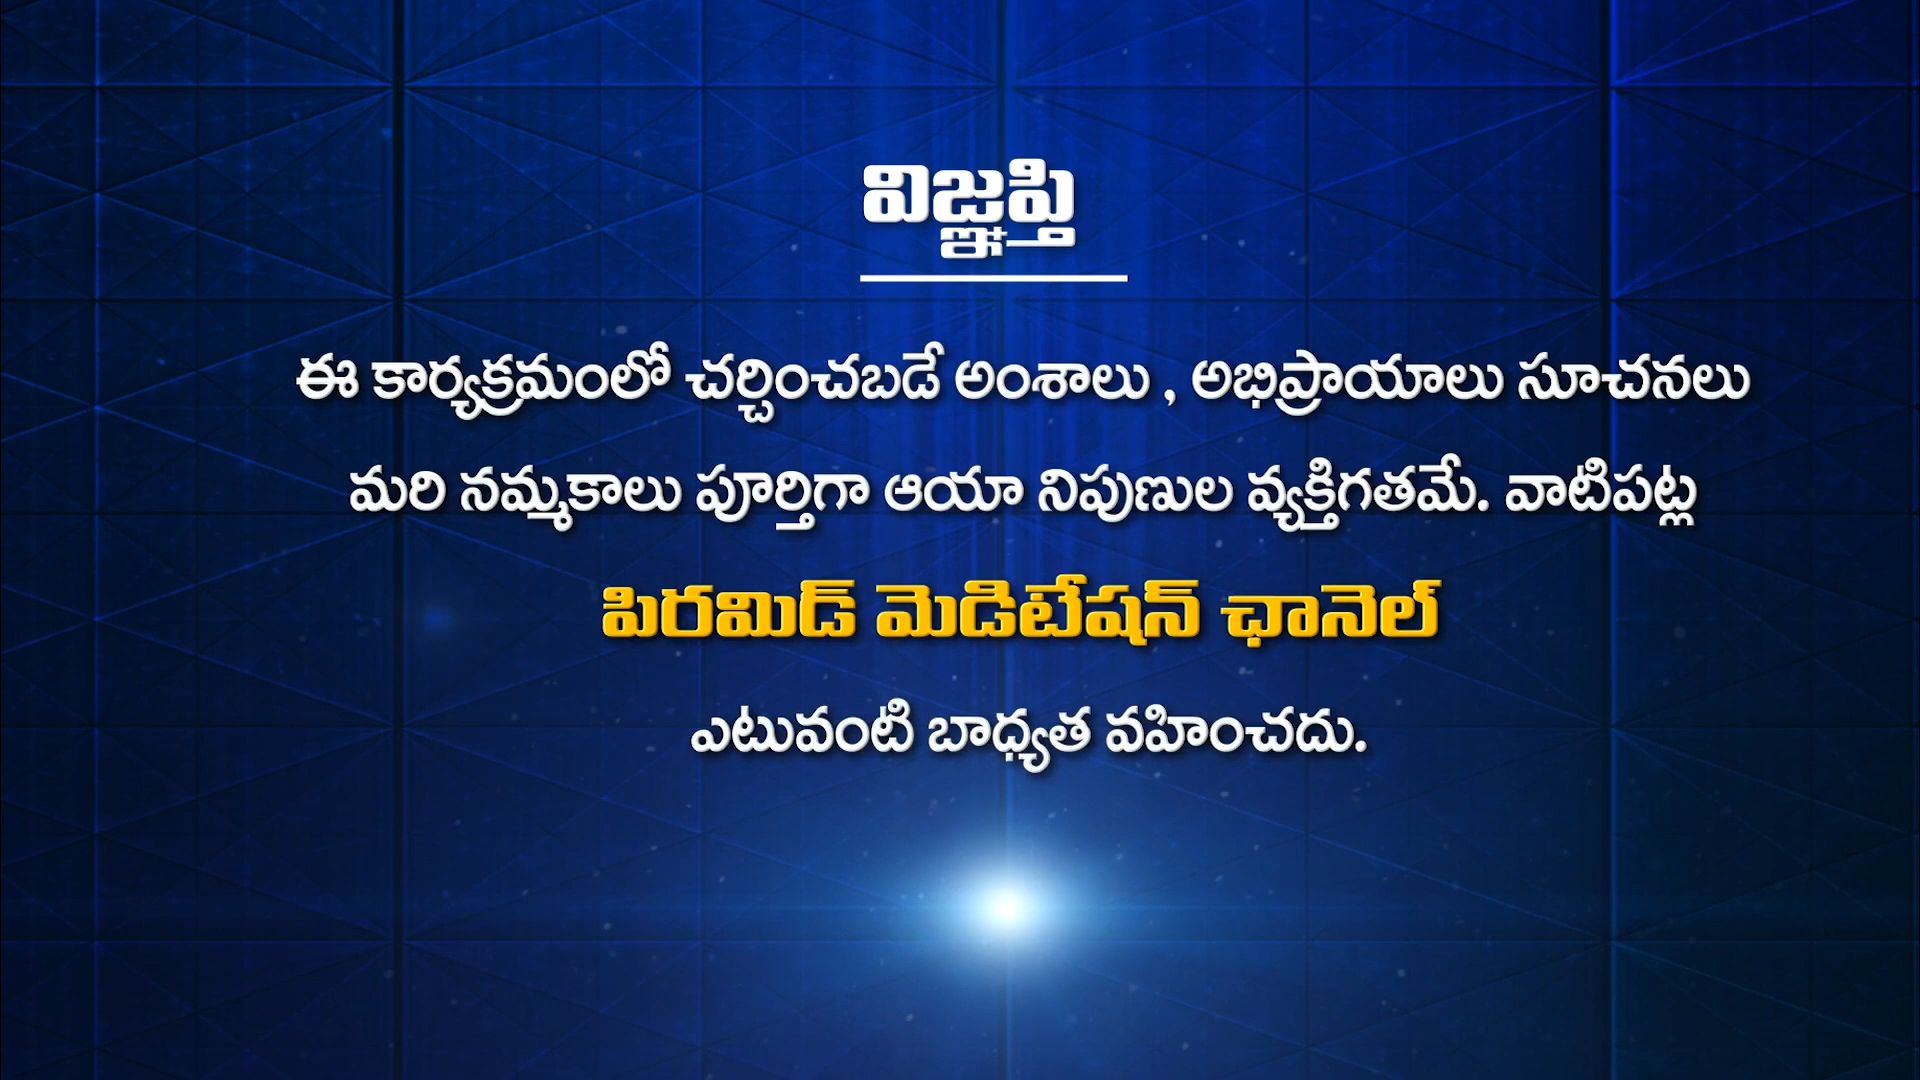 విజ్ఞప్తి
ఈ కార్యక్రమంలో చర్చించబడే అంశాలు , అభిప్రాయాలు సూచనలు
మరి నమ్మకాలు పూర్తిగా ఆయా నిపుణుల వ్యక్తిగతమే. వాటిపట్ల
పిరమిడ్ మెడిటేషన్ ఛానెల్
ఎటువంటి బాధ్యత వహించదు.